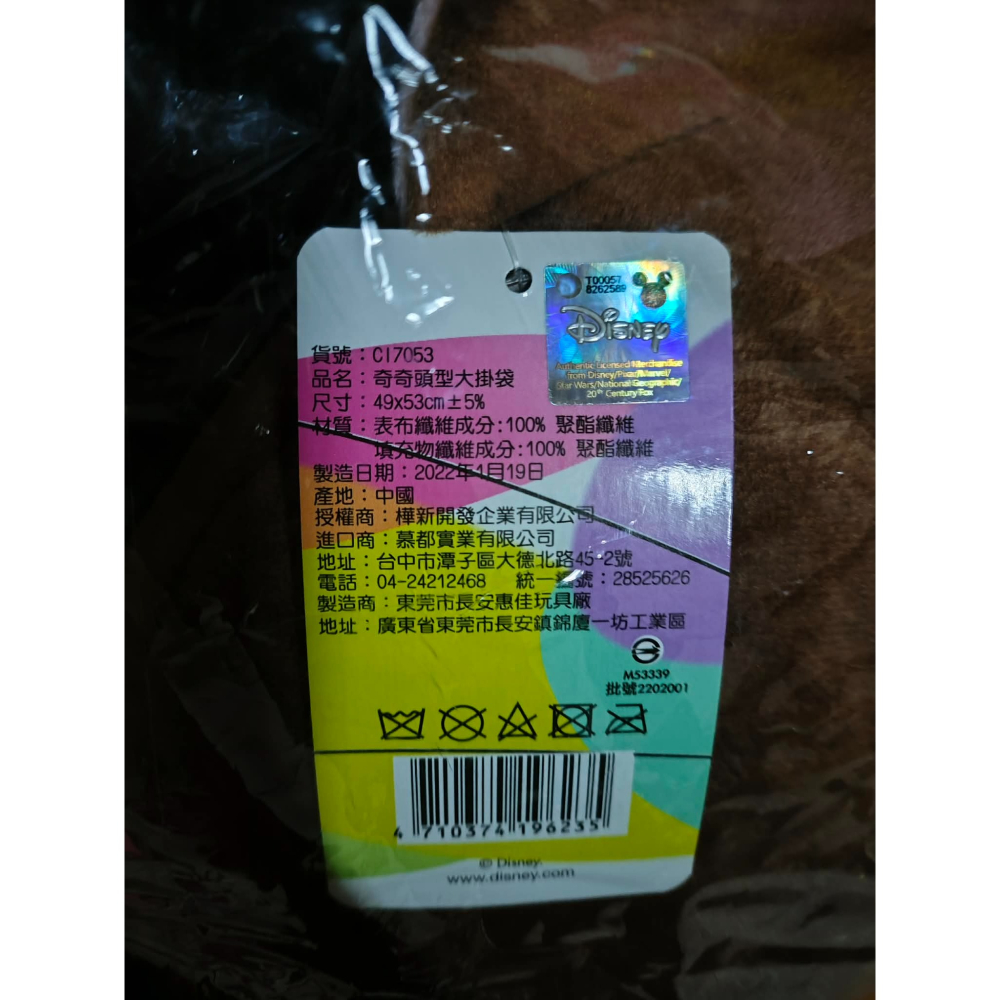 T00057
8262589
Disney
Authentic Licensed Merchandise
from Disney/Pixar/Marvel/
Star Wars/National Geographic/
20th Century Fox
貨號：CI7053
品名：奇奇頭型大掛袋
尺寸：49x53cm±5%
材質：表布纖維成分:100% 聚酯纖維
填充物纖維成分:100% 聚酯纖維
製造日期：2022年1月19日
產地：中國
授權商：樺新開發企業有限公司
進口商：慕都實業有限公司
地址：台中市潭子區大德北路45-2號
電話：04-24212468 統一編號：28525626
製造商：東莞市長安惠佳玩具廠
地址：廣東省東莞市長安鎮錦廈一坊工業區
M53339
批號2202001
4 710374 196235
© Disney.
www.disney.com